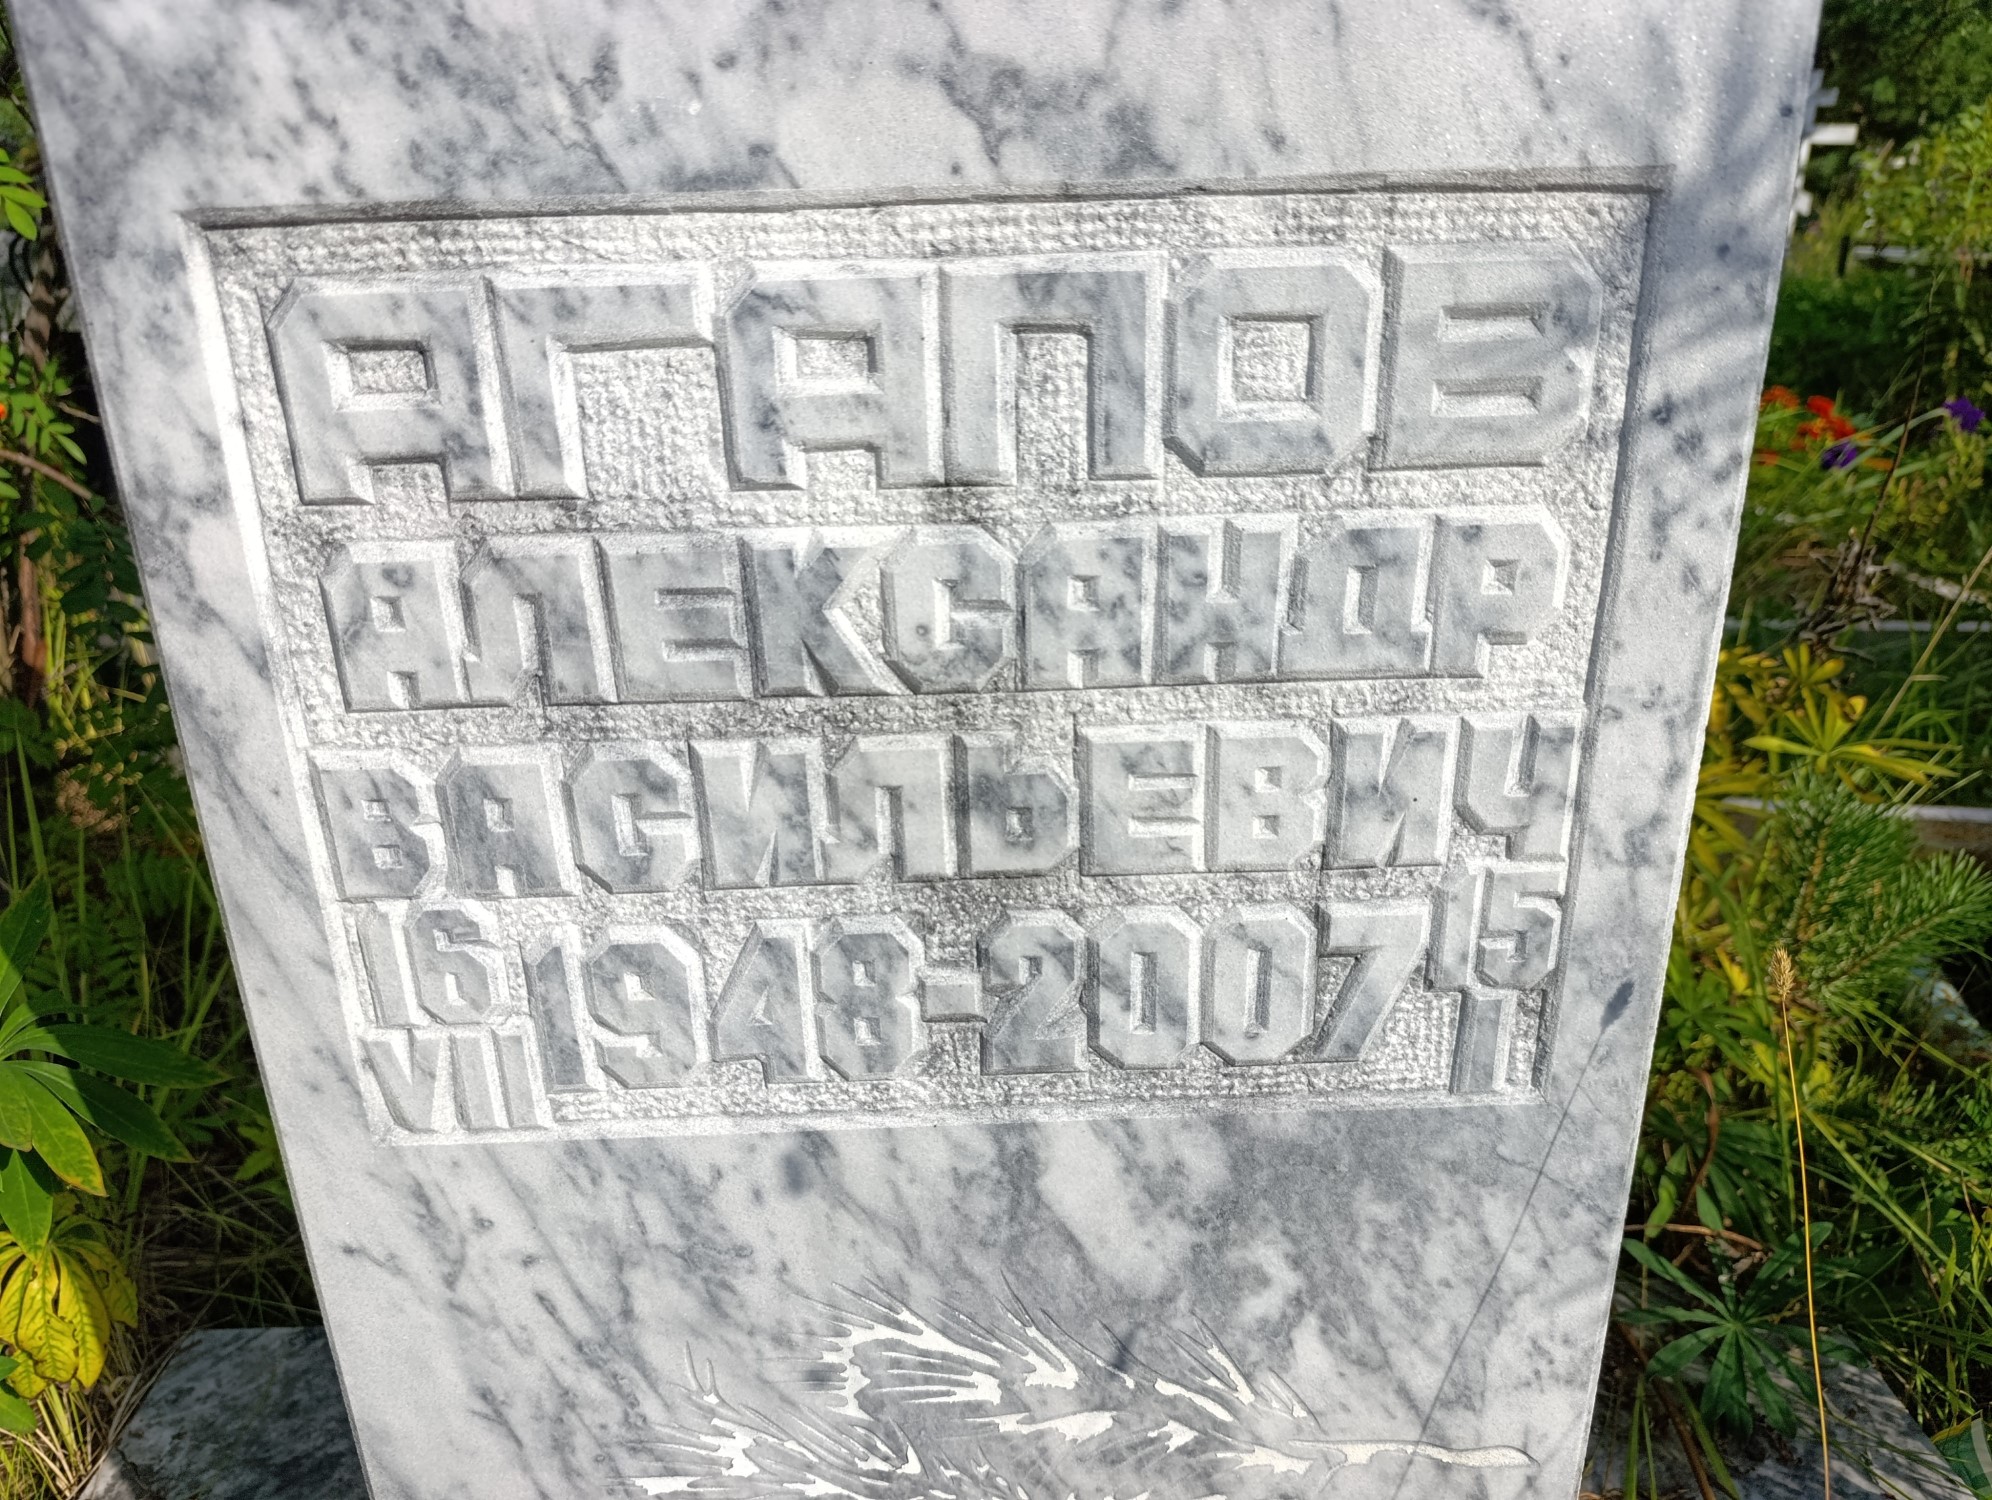 АГАПОВ
АЛЕКСАНДР
ВАСИЛЬЕВИЧ
16 VII 1948-2007 15 I